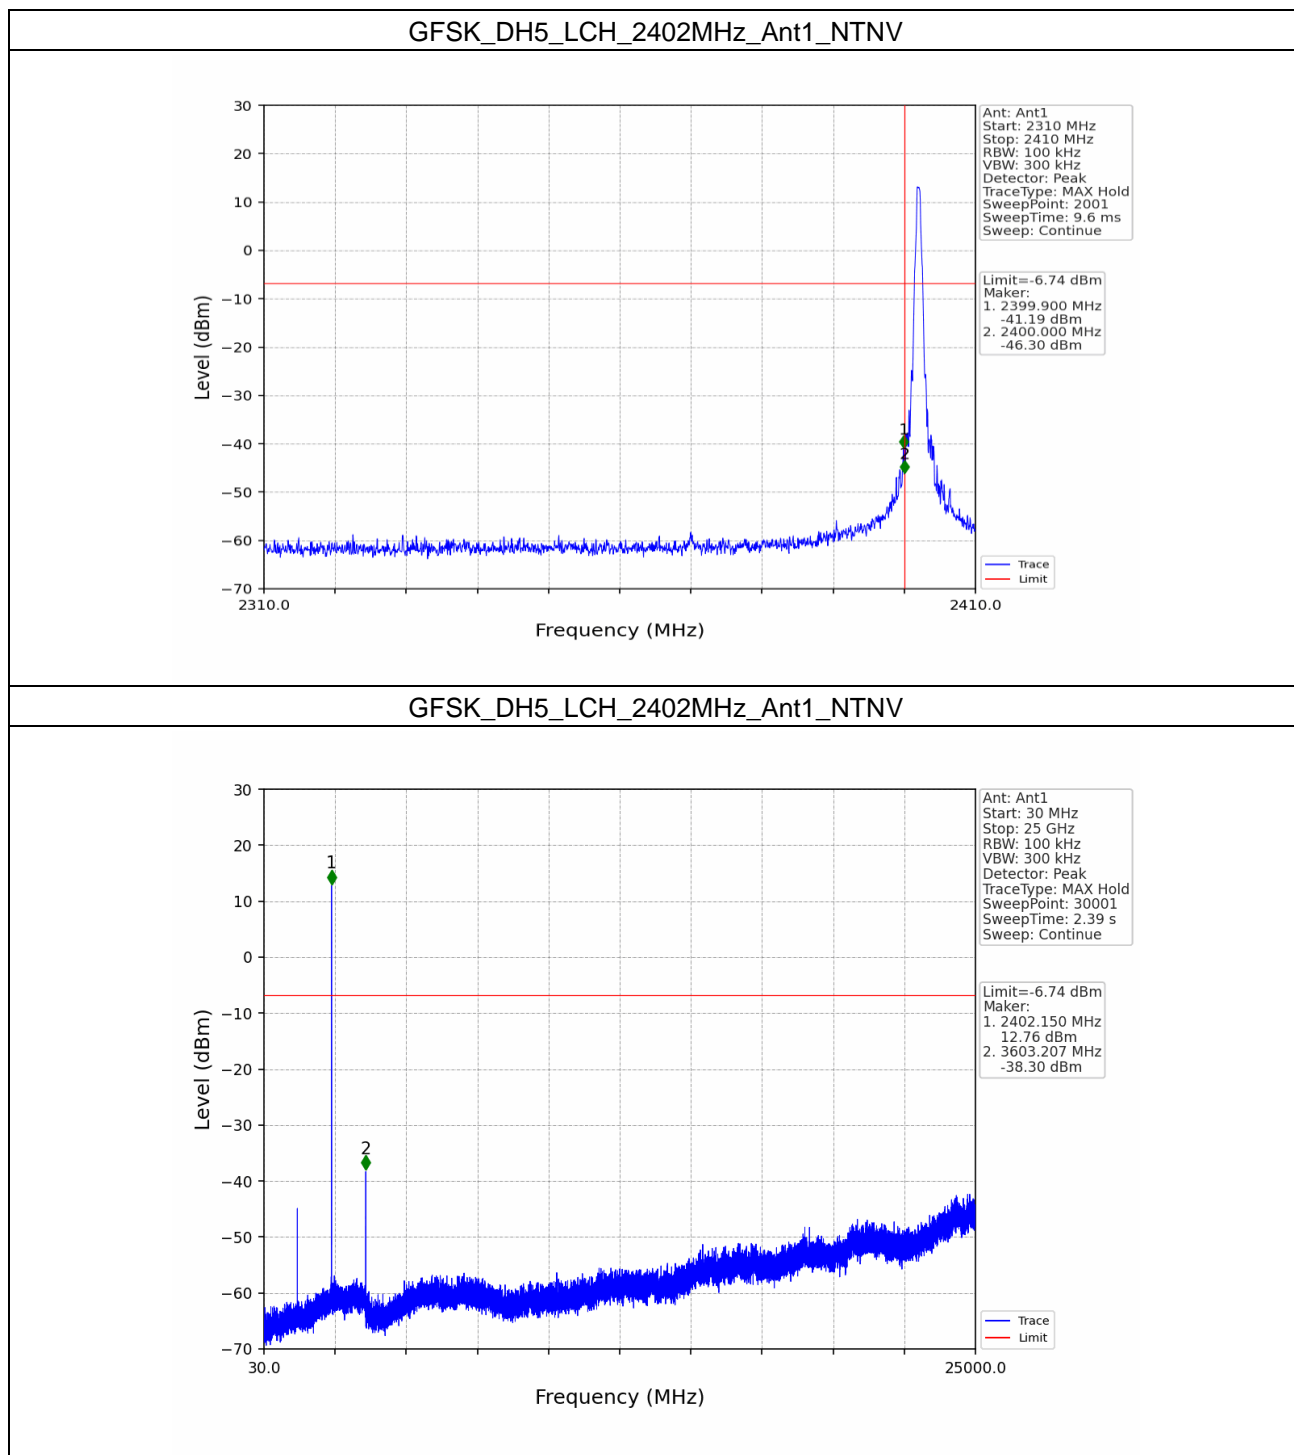 GFSK_DH5_LCH_2402MHz_Ant1_NTNV
30
20
10
0
−10
−20
−30
−40
−50
−60
−70
Level (dBm)
2310.0
2410.0
Frequency (MHz)
1
2
Ant: Ant1
Start: 2310 MHz
Stop: 2410 MHz
RBW: 100 kHz
VBW: 300 kHz
Detector: Peak
TraceType: MAX Hold
SweepPoint: 2001
SweepTime: 9.6 ms
Sweep: Continue
Limit=-6.74 dBm
Maker:
1. 2399.900 MHz
-41.19 dBm
2. 2400.000 MHz
-46.30 dBm
Trace
Limit
GFSK_DH5_LCH_2402MHz_Ant1_NTNV
30
20
10
0
−10
−20
−30
−40
−50
−60
−70
Level (dBm)
30.0
25000.0
Frequency (MHz)
1
2
Ant: Ant1
Start: 30 MHz
Stop: 25 GHz
RBW: 100 kHz
VBW: 300 kHz
Detector: Peak
TraceType: MAX Hold
SweepPoint: 30001
SweepTime: 2.39 s
Sweep: Continue
Limit=-6.74 dBm
Maker:
1. 2402.150 MHz
12.76 dBm
2. 3603.207 MHz
-38.30 dBm
Trace
Limit